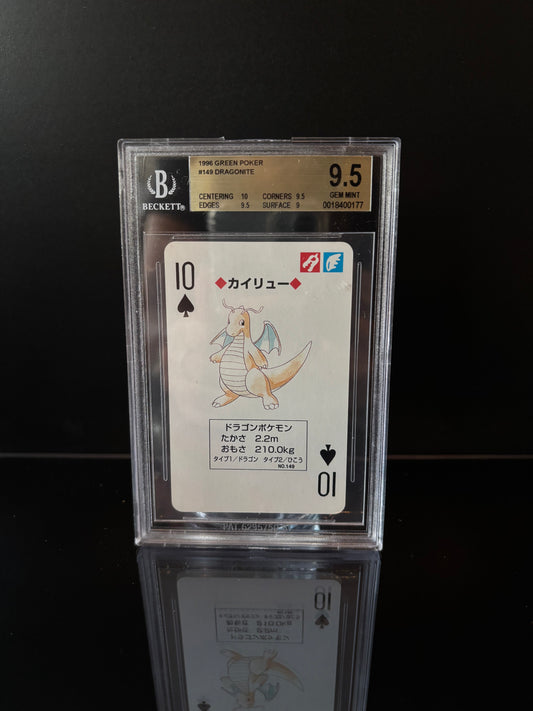 1996 GREEN POKER
#149 DRAGONITE
9.5
GEM MINT
0018400177
CENTERING 10 CORNERS 9.5
EDGES 9.5 SURFACE 9
B
BECKETT®
10
◆カイリュー◆
ドラゴンポケモン
たかさ 2.2m
おもさ 210.0kg
タイプ1/ドラゴン タイプ2/ひこう
NO.149
10